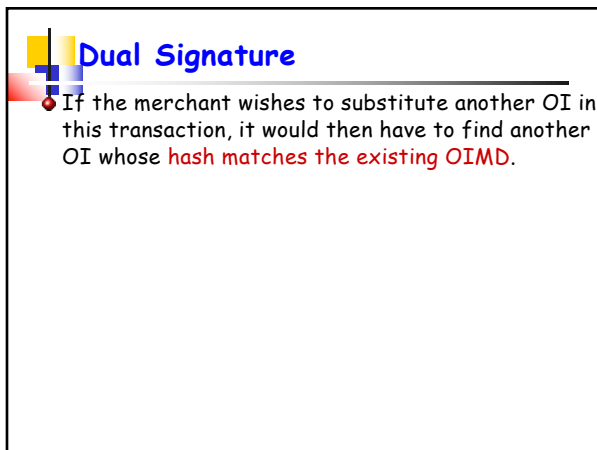 Dual Signature
If the merchant wishes to substitute another OI in
this transaction, it would then have to find another
OI whose hash matches the existing OIMD.